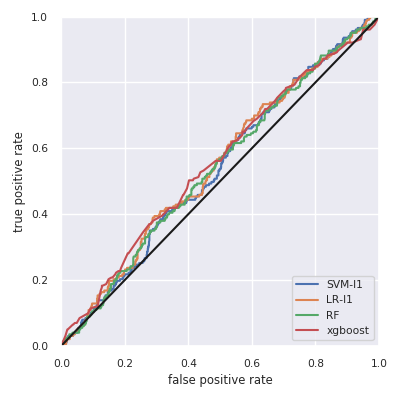 1.0
0.8
0.6
0.4
0.2
0.0
true positive rate
0.0 0.2 0.4 0.6 0.8 1.0
false positive rate
SVM-l1
LR-l1
RF
xgboost